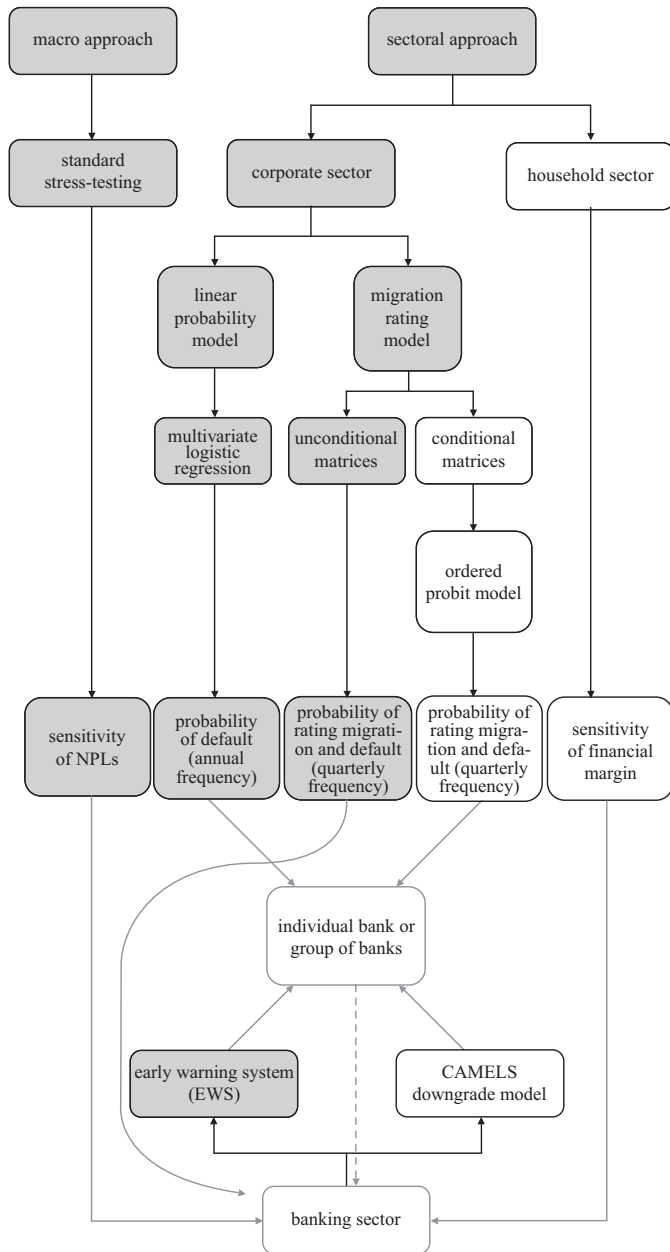 macro approach
sectoral approach
standard
stress-testing
corporate sector
household sector
linear
probability
model
migration
rating
model
multivariate
logistic
regression
unconditional
matrices
conditional
matrices
ordered
probit model
sensitivity
of NPLs
probability
of default
(annual
frequency)
probability of
rating migrati-
on and default
(quarterly
frequency)
probability of
rating migra-
tion and defa-
ult (quarterly
frequency)
sensitivity
of financial
margin
individual bank or
group of banks
early warning system
(EWS)
CAMELS
downgrade model
banking sector